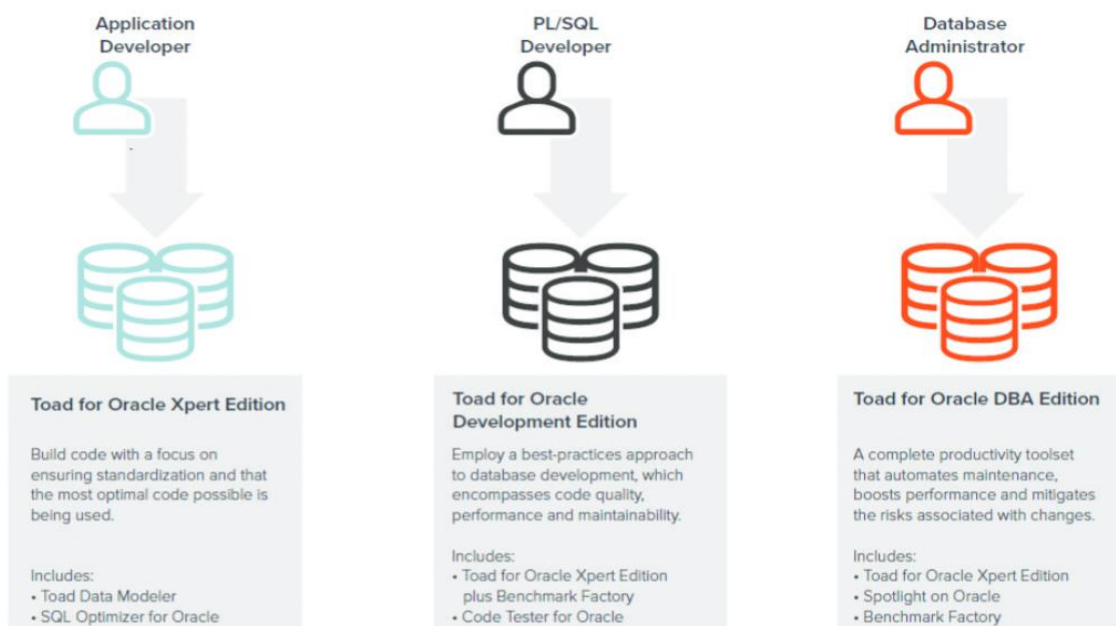 Application
Developer
Toad for Oracle Xpert Edition
Build code with a focus on
ensuring standardization and that
the most optimal code possible is
being used.
Includes:
• Toad Data Modeler
• SQL Optimizer for Oracle
PL/SQL
Developer
Toad for Oracle
Development Edition
Employ a best-practices approach
to database development, which
encompasses code quality,
performance and maintainability.
Includes:
• Toad for Oracle Xpert Edition
plus Benchmark Factory
• Code Tester for Oracle
Database
Administrator
Toad for Oracle DBA Edition
A complete productivity toolset
that automates maintenance,
boosts performance and mitigates
the risks associated with changes.
Includes:
• Toad for Oracle Xpert Edition
• Spotlight on Oracle
• Benchmark Factory